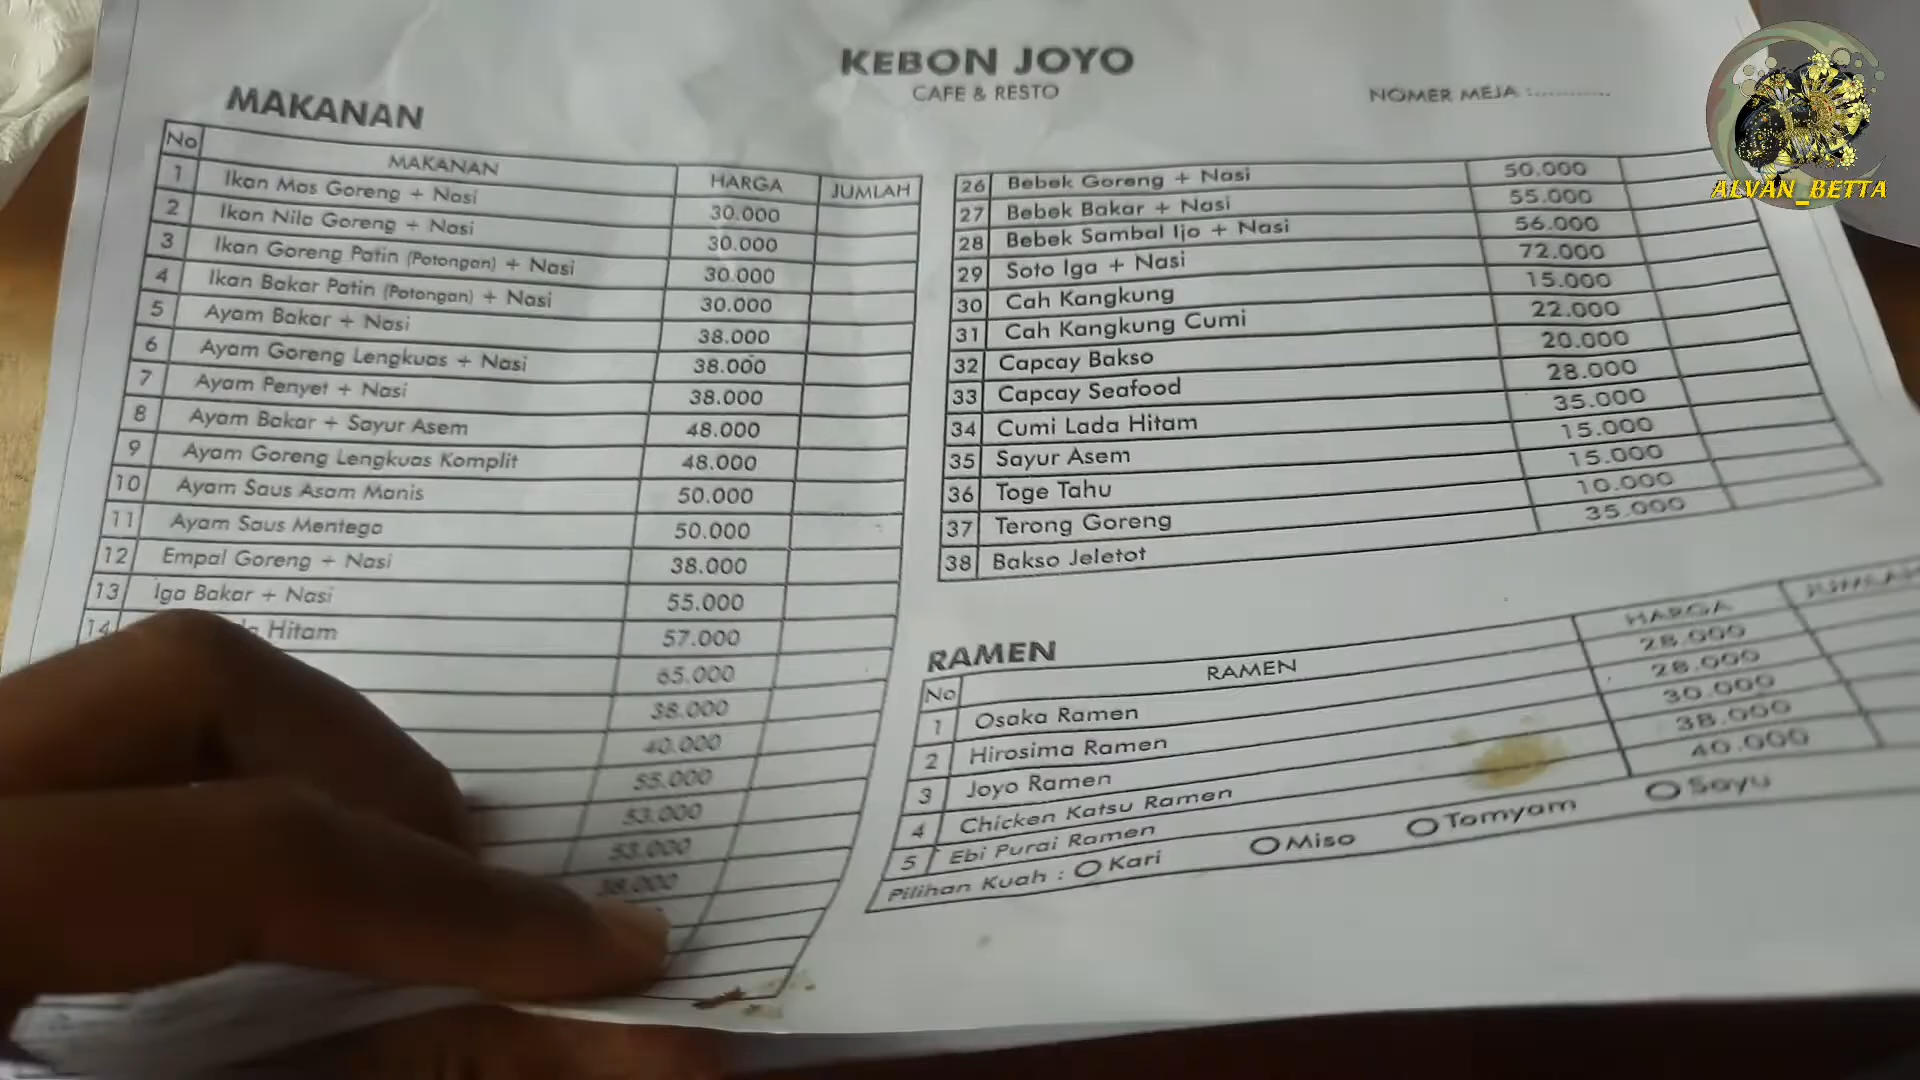 KEBON JOYO
CAFE & RESTO
NOMER MEJA :............
ALVAN_BETTA
MAKANAN
No MAKANAN HARGA JUMLAH
1 Ikan Mas Goreng + Nasi 30.000
2 Ikan Nila Goreng + Nasi 30.000
3 Ikan Goreng Patin (Potongan) + Nasi 30.000
4 Ikan Bakar Patin (Potongan) + Nasi 30.000
5 Ayam Bakar + Nasi 38.000
6 Ayam Goreng Lengkuas + Nasi 38.000
7 Ayam Penyet + Nasi 38.000
8 Ayam Bakar + Sayur Asem 48.000
9 Ayam Goreng Lengkuas Komplit 48.000
10 Ayam Saus Asam Manis 50.000
11 Ayam Saus Mentega 50.000
12 Empal Goreng + Nasi 38.000
13 Iga Bakar + Nasi 55.000
14 Hitam 57.000
65.000
38.000
40.000
55.000
53.000
53.000
38.000
26 Bebek Goreng + Nasi 50.000
27 Bebek Bakar + Nasi 55.000
28 Bebek Sambal Ijo + Nasi 56.000
29 Soto Iga + Nasi 72.000
30 Cah Kangkung 15.000
31 Cah Kangkung Cumi 22.000
32 Capcay Bakso 20.000
33 Capcay Seafood 28.000
34 Cumi Lada Hitam 35.000
35 Sayur Asem 15.000
36 Toge Tahu 15.000
37 Terong Goreng 10.000
38 Bakso Jeletot 35.000
RAMEN
No RAMEN HARGA JUMLAH
1 Osaka Ramen 28.000
2 Hirosima Ramen 28.000
3 Joyo Ramen 30.000
4 Chicken Katsu Ramen 38.000
5 Ebi Purai Ramen 40.000
Pilihan Kuah : Kari Miso Tomyam Soyu